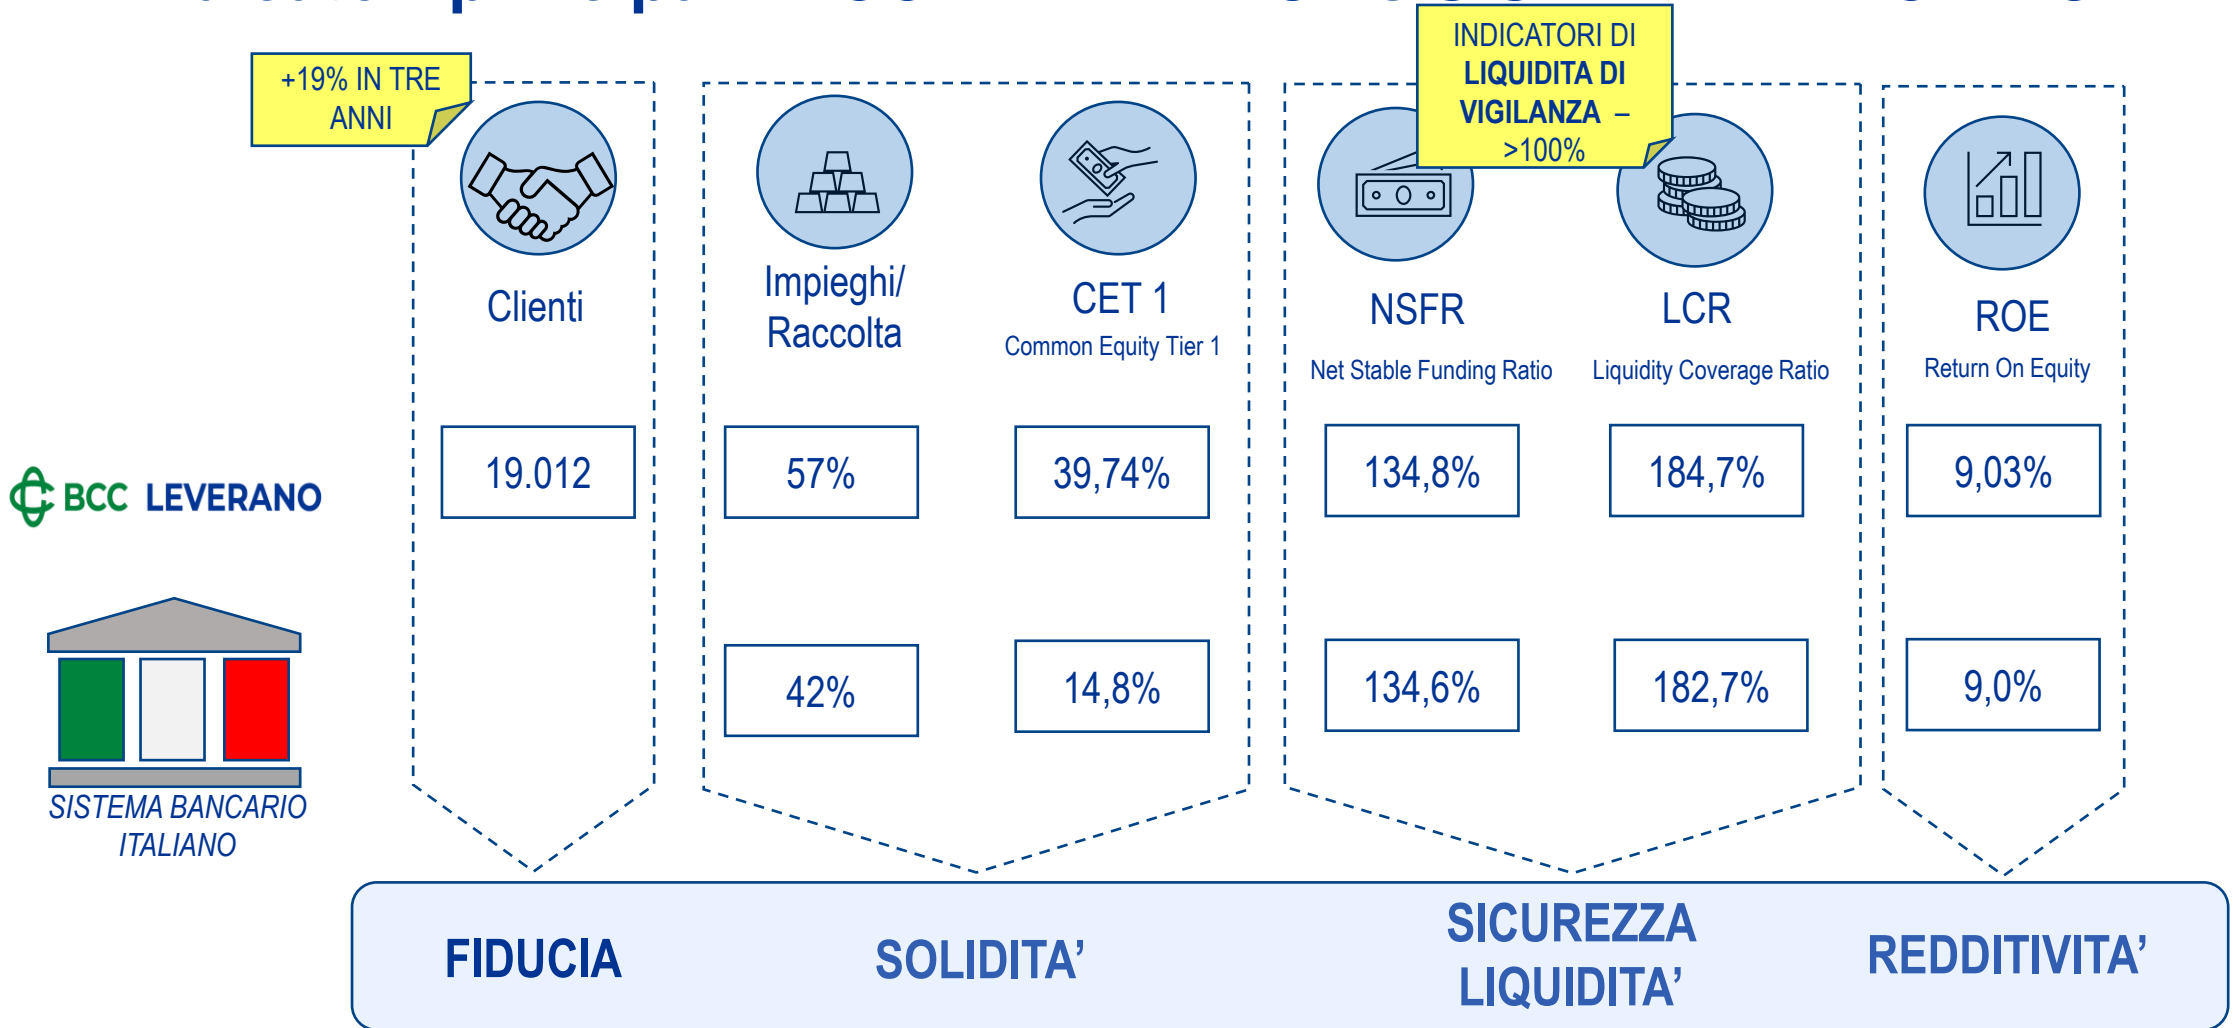 +19% IN TRE
ANNI
INDICATORI DI
LIQUIDITA DI
VIGILANZA –
>100%
Clienti
Impieghi/
Raccolta
CET 1
Common Equity Tier 1
NSFR
Net Stable Funding Ratio
LCR
Liquidity Coverage Ratio
ROE
Return On Equity
BCC LEVERANO
19.012
57%
39,74%
134,8%
184,7%
9,03%
SISTEMA BANCARIO
ITALIANO
42%
14,8%
134,6%
182,7%
9,0%
FIDUCIA
SOLIDITA’
SICUREZZA
LIQUIDITA’
REDDITIVITA’